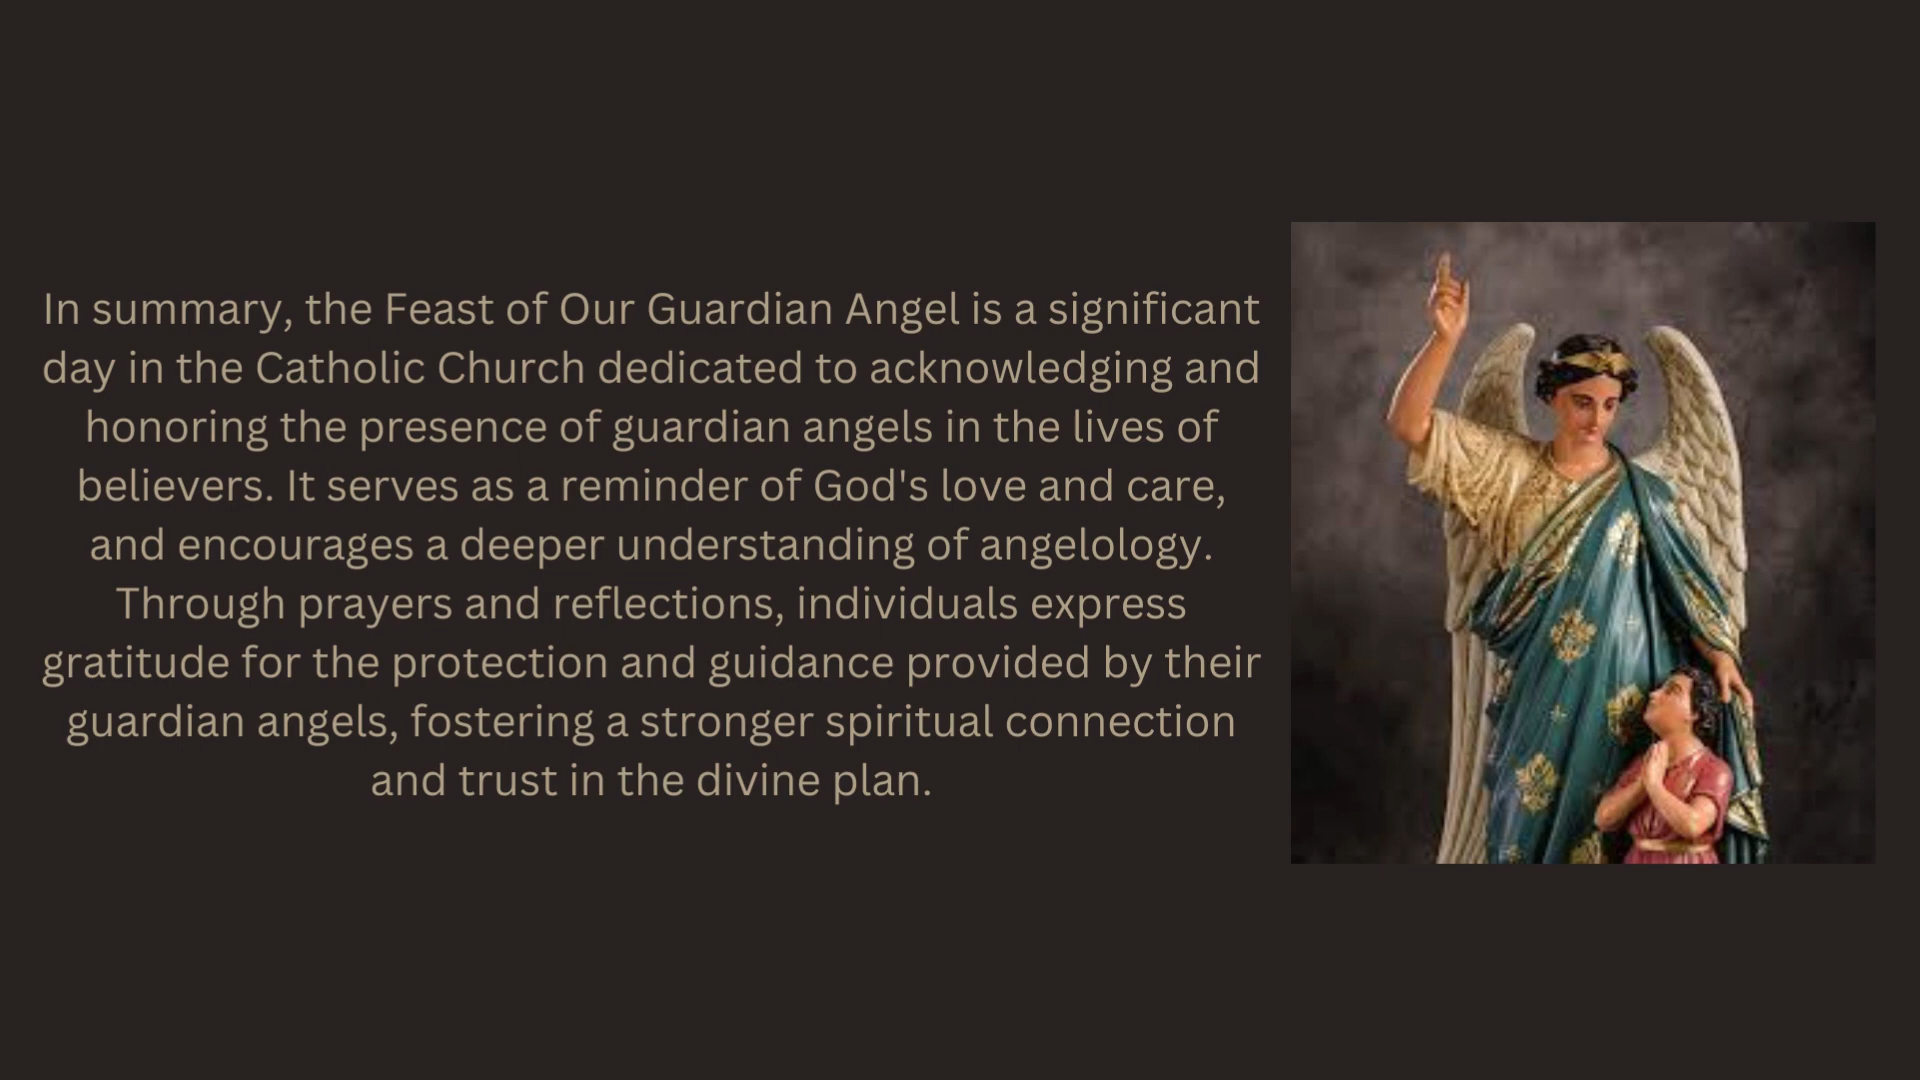 In summary, the Feast of Our Guardian Angel is a significant
day in the Catholic Church dedicated to acknowledging and
honoring the presence of guardian angels in the lives of
believers. It serves as a reminder of God's love and care,
and encourages a deeper understanding of angelology.
Through prayers and reflections, individuals express
gratitude for the protection and guidance provided by their
guardian angels, fostering a stronger spiritual connection
and trust in the divine plan.